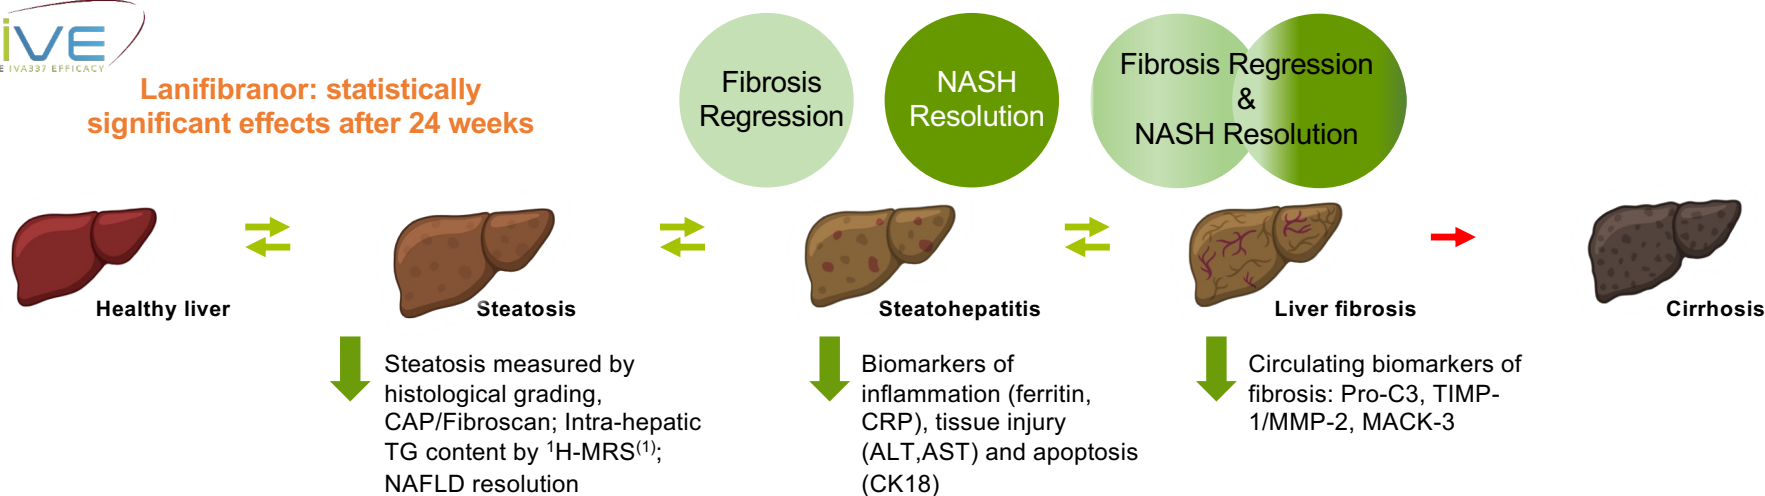 iVE
E IVA337 EFFICACY
Lanifibranor: statistically
significant effects after 24 weeks
Fibrosis
Regression
NASH
Resolution
Fibrosis Regression
&
NASH Resolution
Healthy liver
Steatosis
Steatohepatitis
Liver fibrosis
Cirrhosis
Steatosis measured by
histological grading,
CAP/Fibroscan; Intra-hepatic
TG content by ¹H-MRS⁽¹⁾;
NAFLD resolution
Biomarkers of
inflammation (ferritin,
CRP), tissue injury
(ALT,AST) and apoptosis
(CK18)
Circulating biomarkers of
fibrosis: Pro-C3, TIMP-
1/MMP-2, MACK-3